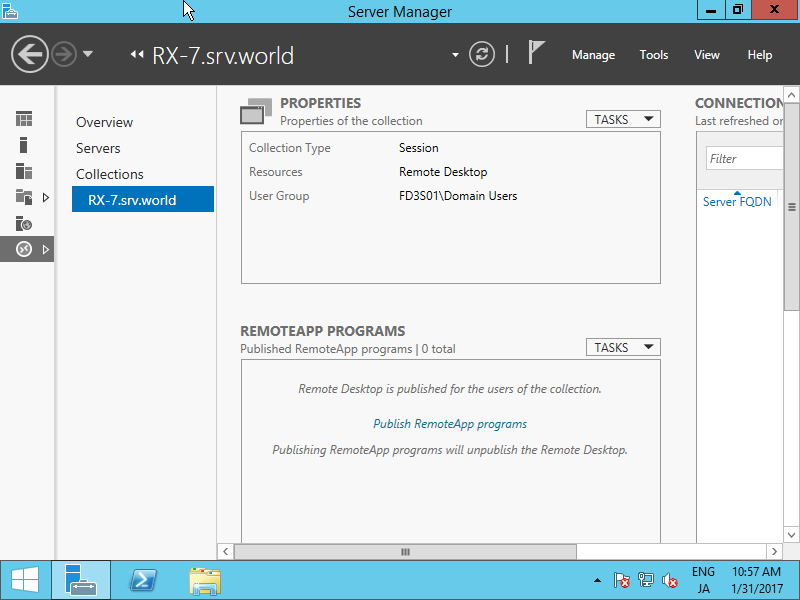 Server Manager
RX-7.srv.world
Manage Tools View Help
Overview
Servers
Collections
RX-7.srv.world
PROPERTIES
Properties of the collection
TASKS
Collection Type Session
Resources Remote Desktop
User Group FD3S01\Domain Users
REMOTEAPP PROGRAMS
Published RemoteApp programs | 0 total
TASKS
Remote Desktop is published for the users of the collection.
Publish RemoteApp programs
Publishing RemoteApp programs will unpublish the Remote Desktop.
CONNECTION
Last refreshed on
Filter
Server FQDN
ENG 10:57 AM
JA 1/31/2017